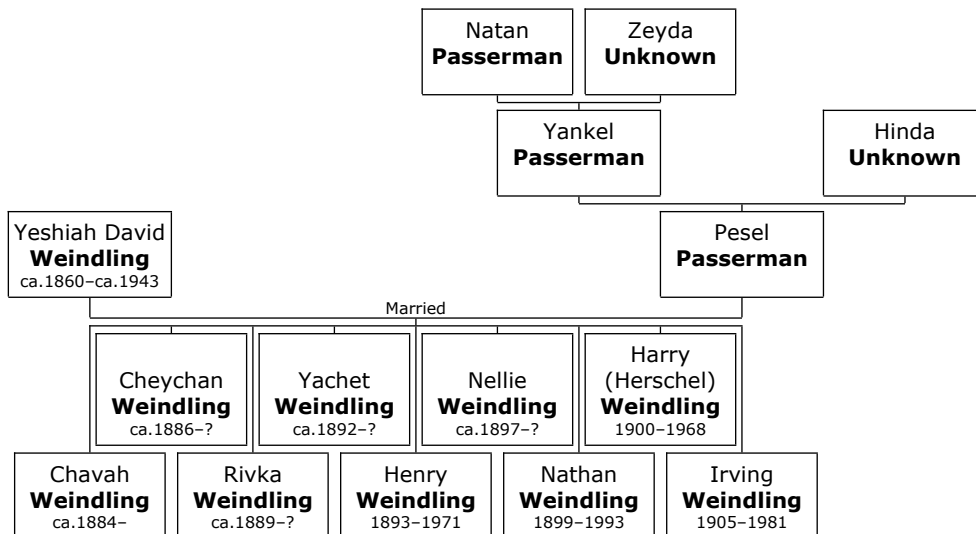 Natan
Passerman
Zeyda
Unknown
Yankel
Passerman
Hinda
Unknown
Yeshiah David
Weindling
ca.1860–ca.1943
Pesel
Passerman
Married
Cheychan
Weindling
ca.1886–?
Yachet
Weindling
ca.1892–?
Nellie
Weindling
ca.1897–?
Harry
(Herschel)
Weindling
1900–1968
Chavah
Weindling
ca.1884–
Rivka
Weindling
ca.1889–?
Henry
Weindling
1893–1971
Nathan
Weindling
1899–1993
Irving
Weindling
1905–1981